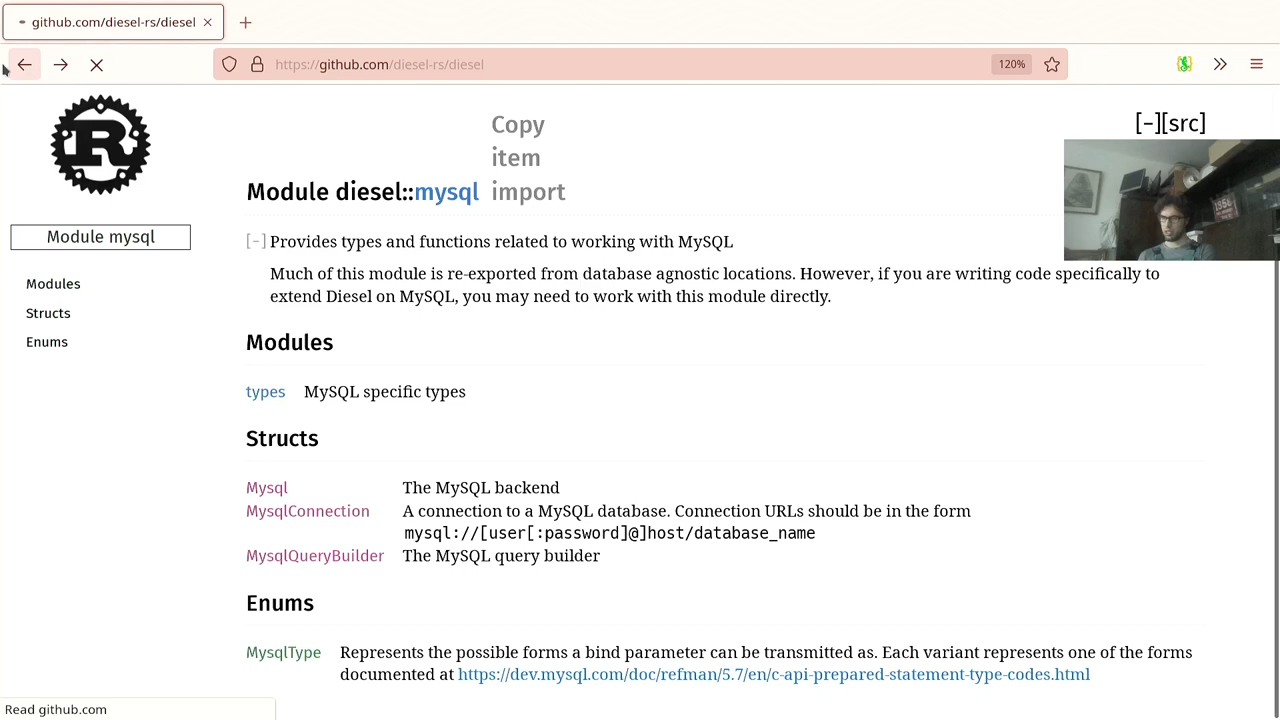 github.com/diesel-rs/diesel
https://github.com/diesel-rs/diesel
120%
R
Copy
item
import
Module diesel::mysql
[-][src]
1956
Module mysql
Modules
Structs
Enums
[-] Provides types and functions related to working with MySQL
Much of this module is re-exported from database agnostic locations. However, if you are writing code specifically to
extend Diesel on MySQL, you may need to work with this module directly.
Modules
types MySQL specific types
Structs
Mysql The MySQL backend
MysqlConnection A connection to a MySQL database. Connection URLs should be in the form
mysql://[user[:password]@]host/database_name
MysqlQueryBuilder The MySQL query builder
Enums
MysqlType Represents the possible forms a bind parameter can be transmitted as. Each variant represents one of the forms
documented at https://dev.mysql.com/doc/refman/5.7/en/c-api-prepared-statement-type-codes.html
Read github.com